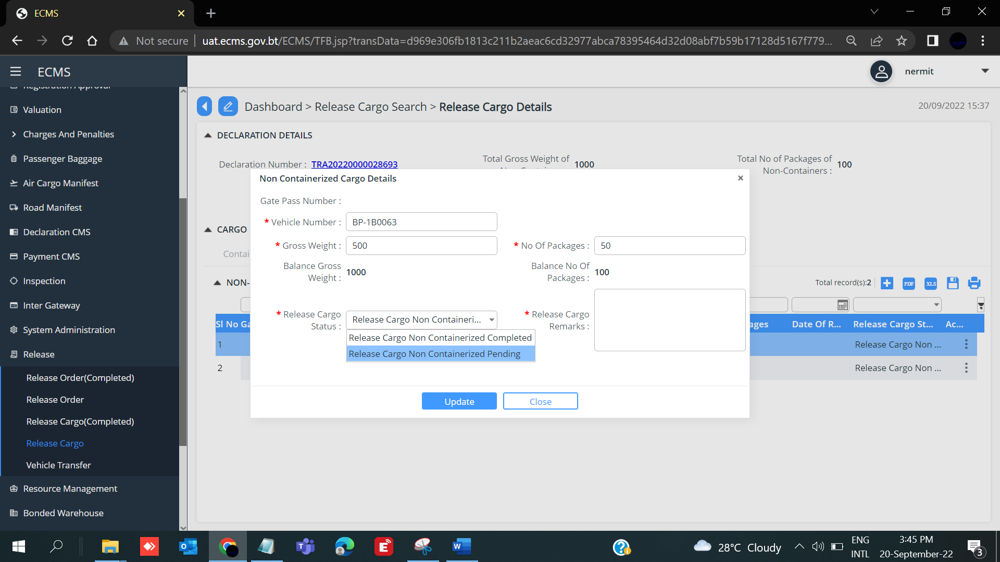 ECMS
Not secure
uat.ecms.gov.bt/ECMS/TFB.jsp?transData=d969e306fb1813c211b2aeac6cd32977abca78395464d32d08abf7b59b17128d5167f779...
ECMS
nermit
Registration Approval
Valuation
Charges And Penalties
Passenger Baggage
Air Cargo Manifest
Road Manifest
Declaration CMS
Payment CMS
Inspection
Inter Gateway
System Administration
Release
Release Order(Completed)
Release Order
Release Cargo(Completed)
Release Cargo
Vehicle Transfer
Resource Management
Bonded Warehouse
Dashboard > Release Cargo Search > Release Cargo Details
20/09/2022 15:37
DECLARATION DETAILS
Declaration Number : TRA20220000028693
Total Gross Weight of
1000
Total No of Packages of
Non-Containers : 100
CARGO
Contai
NON-
Total record(s):2
PDF
XLS
Sl No Ga
ages Date Of R... Release Cargo St... Ac...
1 Release Cargo Non ...
2 Release Cargo Non ...
Non Containerized Cargo Details
×
Gate Pass Number :
* Vehicle Number : BP-1B0063
* Gross Weight : 500
* No Of Packages : 50
Balance Gross
Weight : 1000
Balance No Of
Packages : 100
* Release Cargo
Status : Release Cargo Non Containeri...
* Release Cargo
Remarks :
Release Cargo Non Containerized Completed
Release Cargo Non Containerized Pending
Update
Close
28°C Cloudy
ENG
INTL
3:45 PM
20-September-22
3